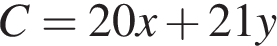 C = 20x + 21y